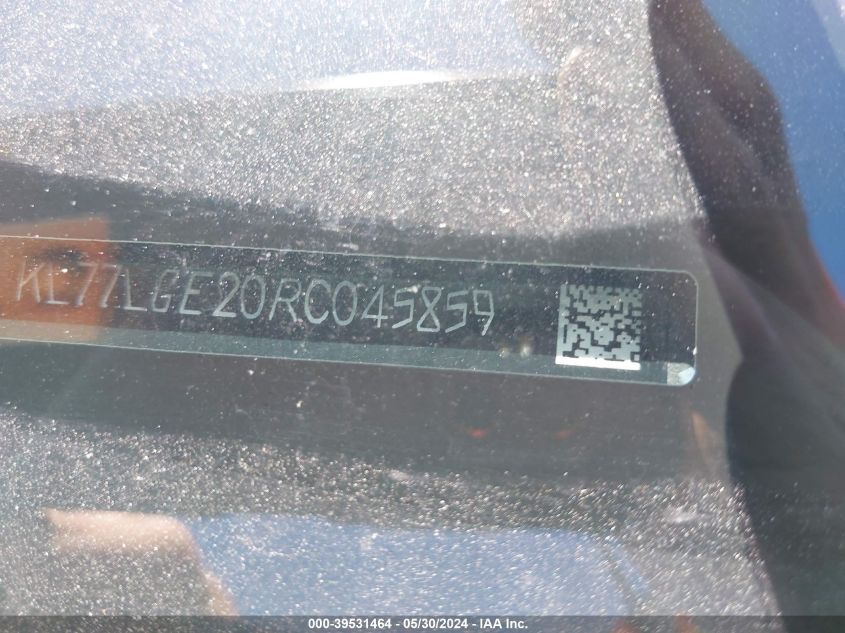 KL77LGE20RC045859
000-39531464 / 05/30/2024 - IAA Inc.